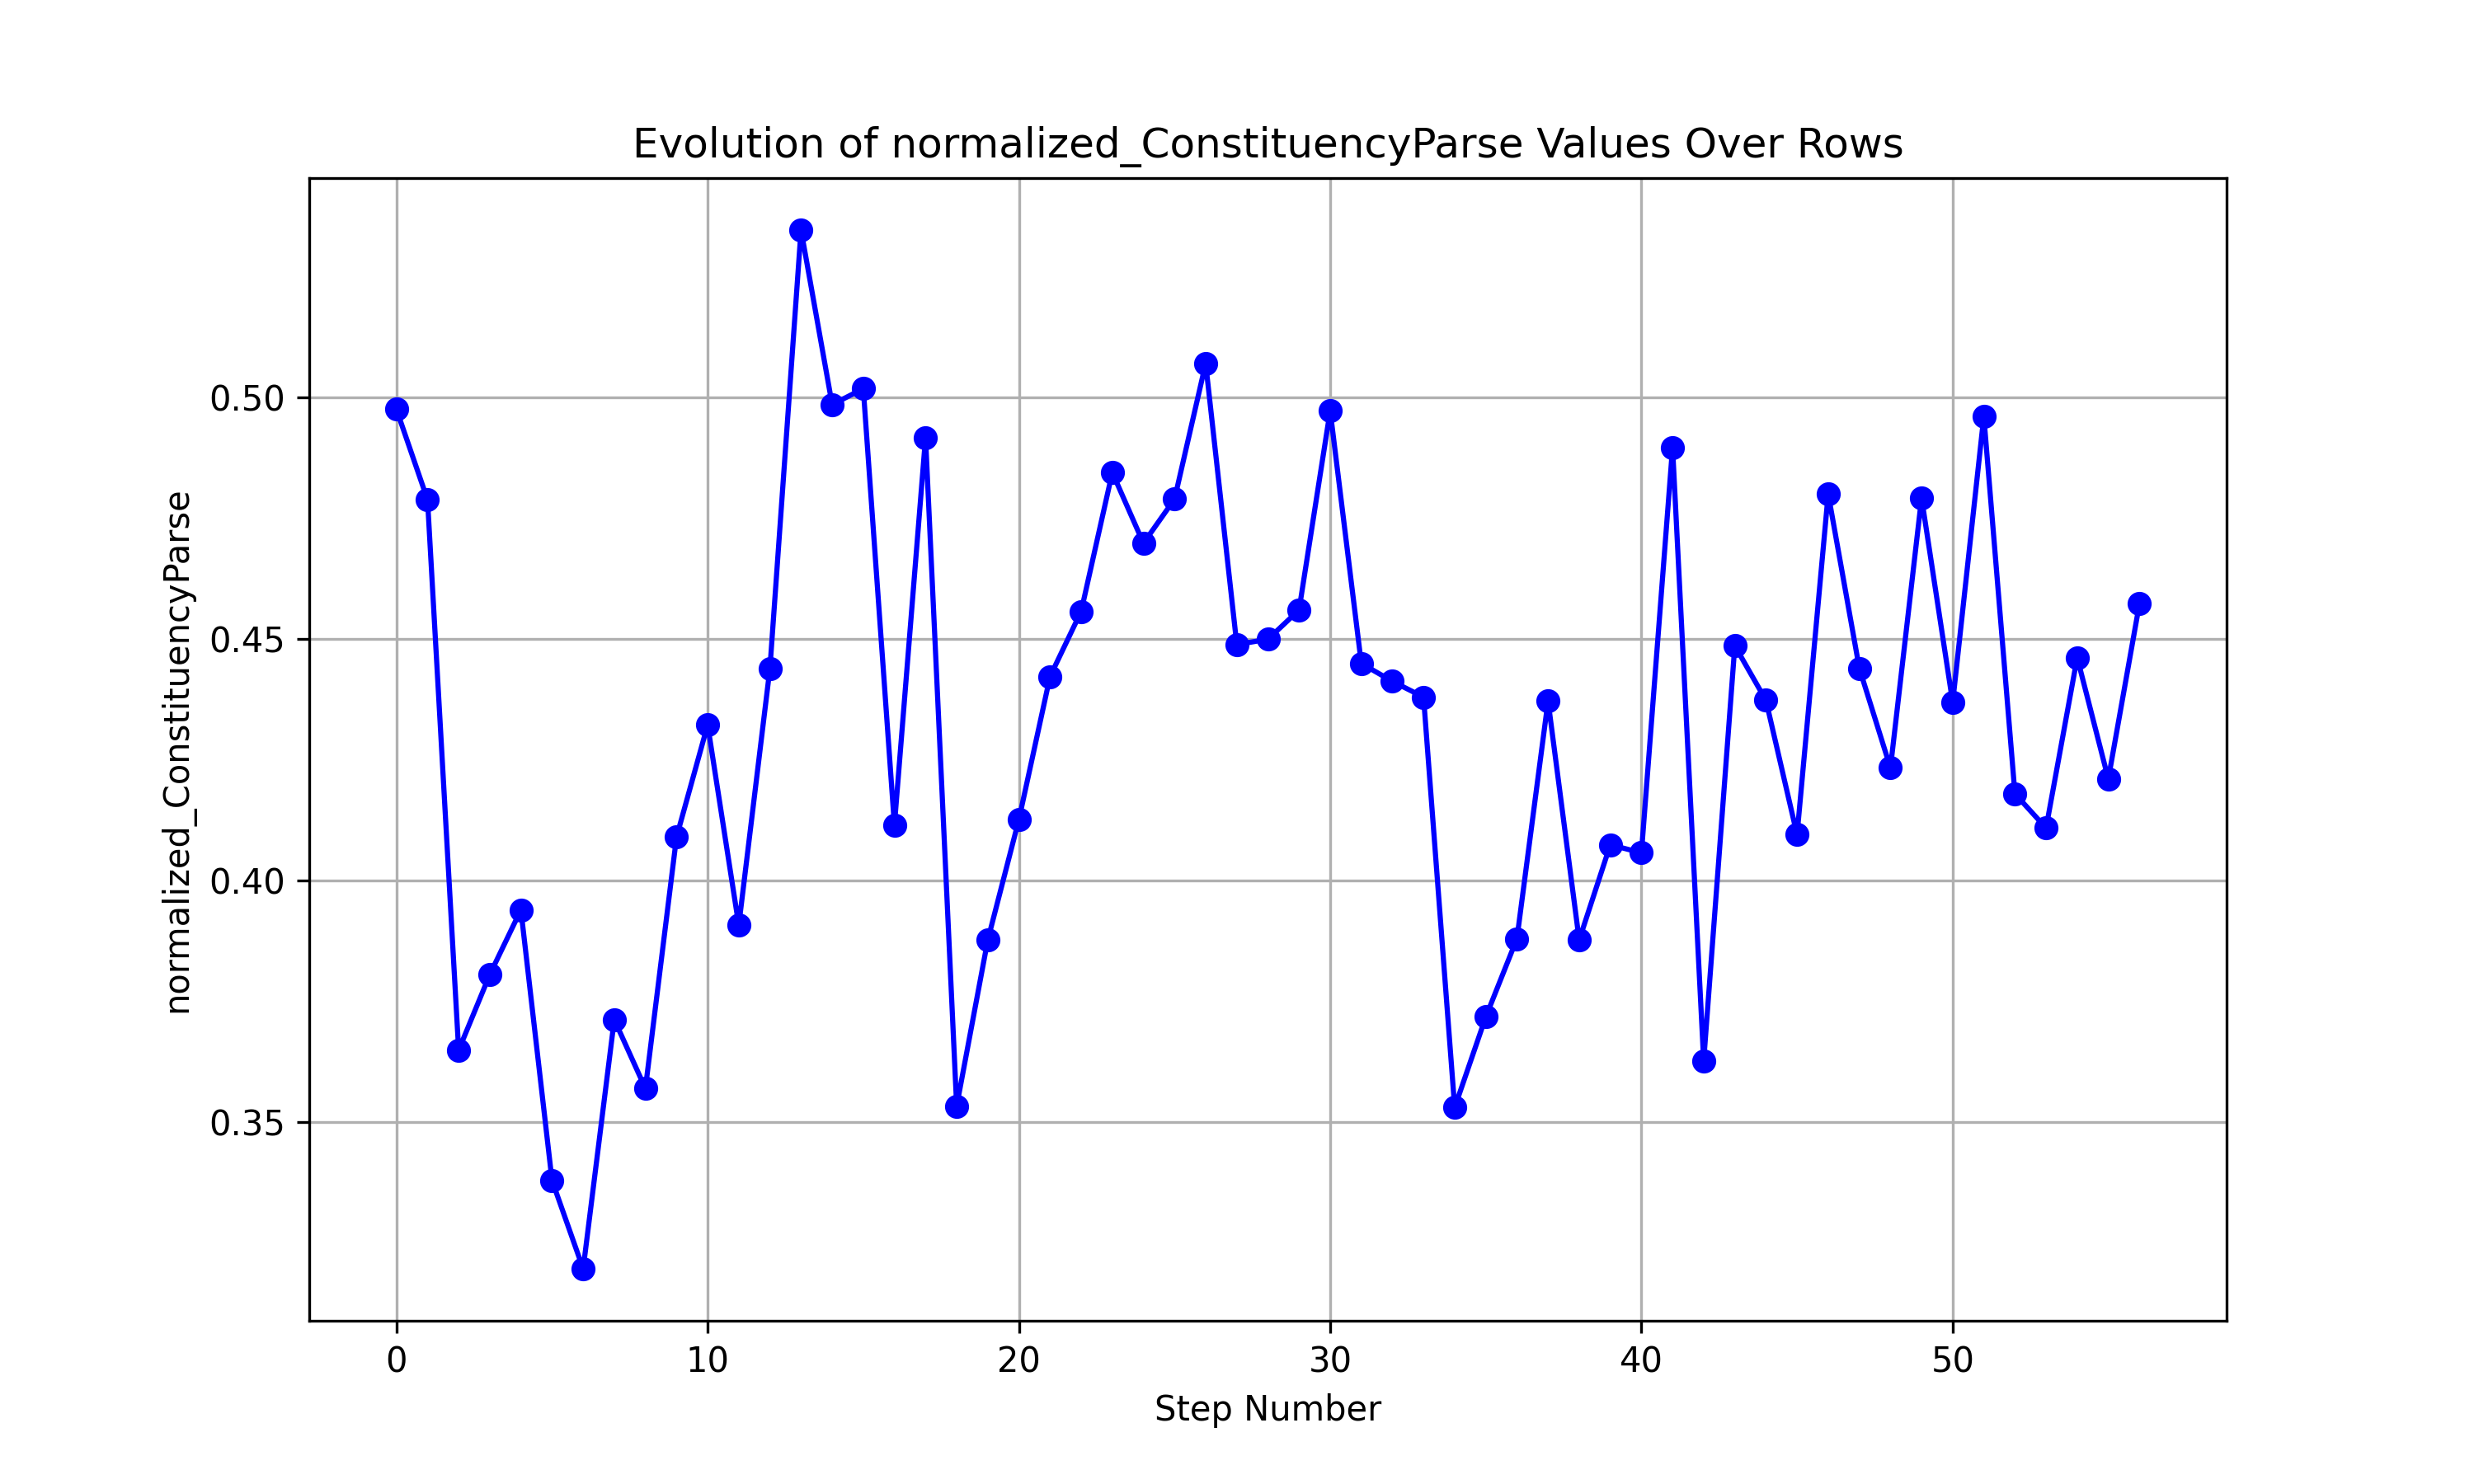 Evolution of normalized_ConstituencyParse Values Over Rows
normalized_ConstituencyParse
0.50
0.45
0.40
0.35
0 10 20 30 40 50
Step Number